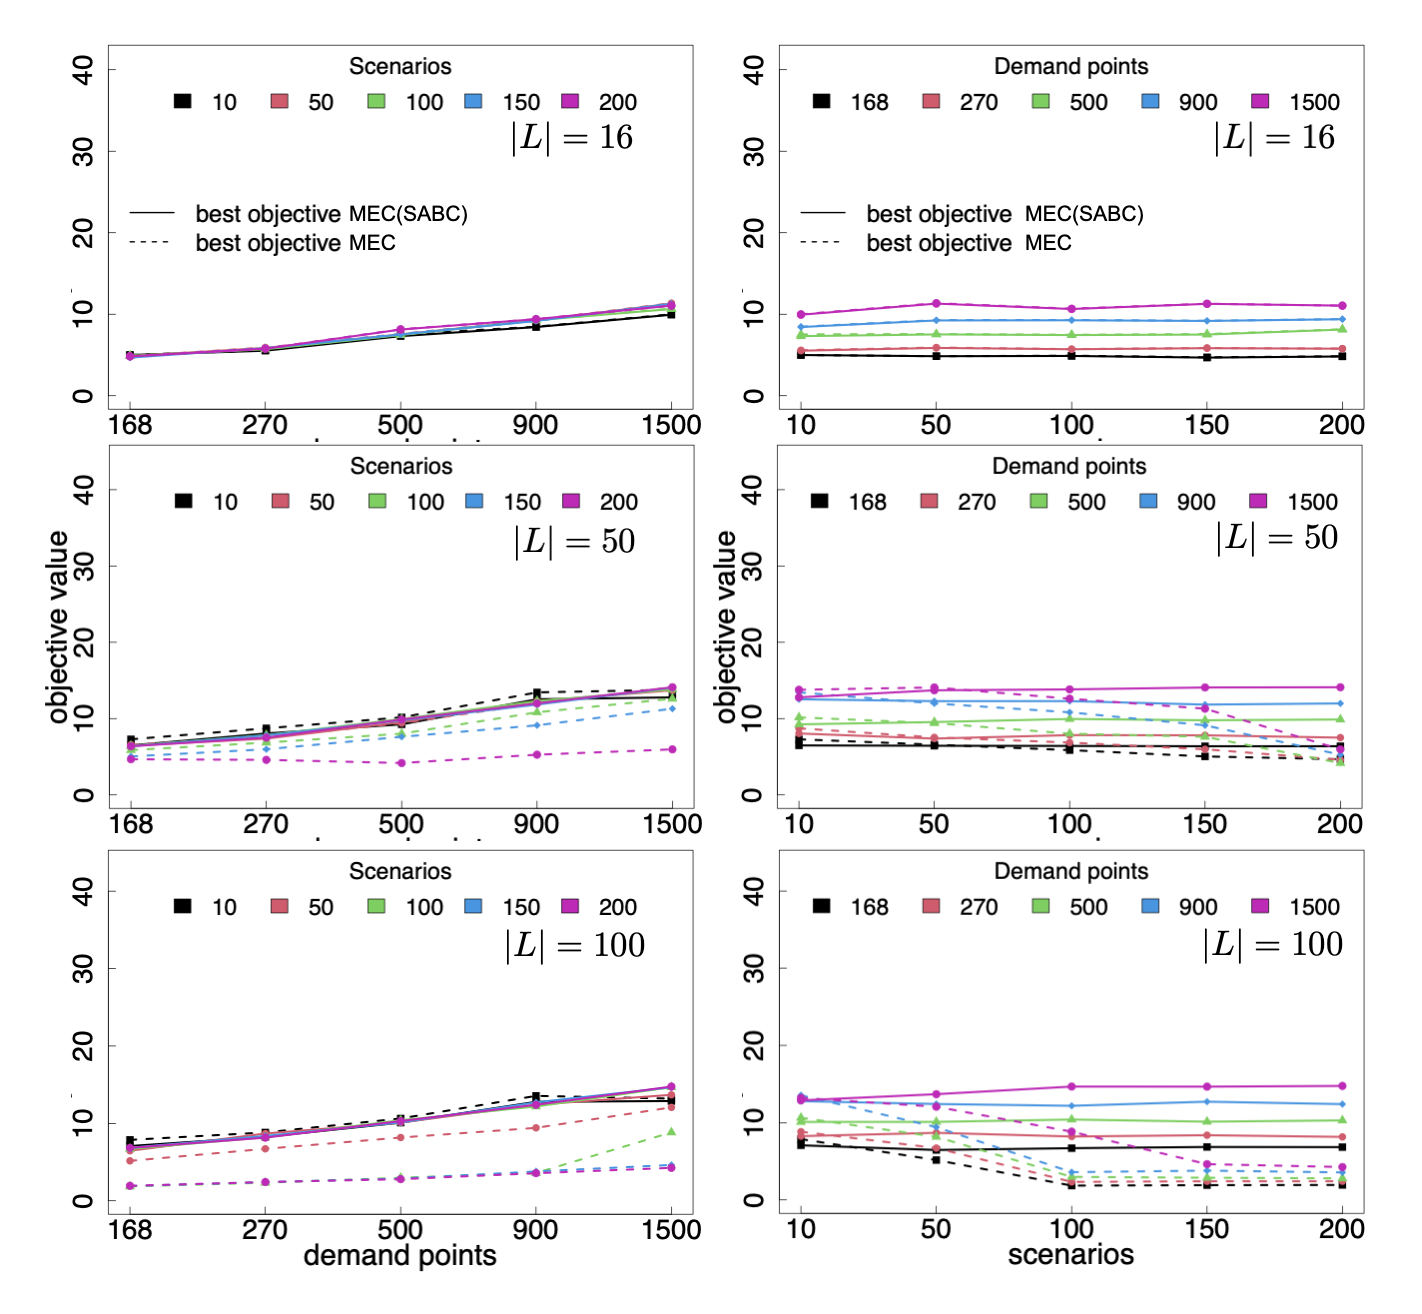 Scenarios
10 50 100 150 200
|L| = 16
best objective MEC(SABC)
best objective MEC
40
30
20
10
0
168 270 500 900 1500
Demand points
168 270 500 900 1500
|L| = 16
best objective MEC(SABC)
best objective MEC
40
30
20
10
0
10 50 100 150 200
Scenarios
10 50 100 150 200
|L| = 50
objective value
40
30
20
10
0
168 270 500 900 1500
Demand points
168 270 500 900 1500
|L| = 50
objective value
40
30
20
10
0
10 50 100 150 200
Scenarios
10 50 100 150 200
|L| = 100
40
30
20
10
0
168 270 500 900 1500
demand points
Demand points
168 270 500 900 1500
|L| = 100
40
30
20
10
0
10 50 100 150 200
scenarios